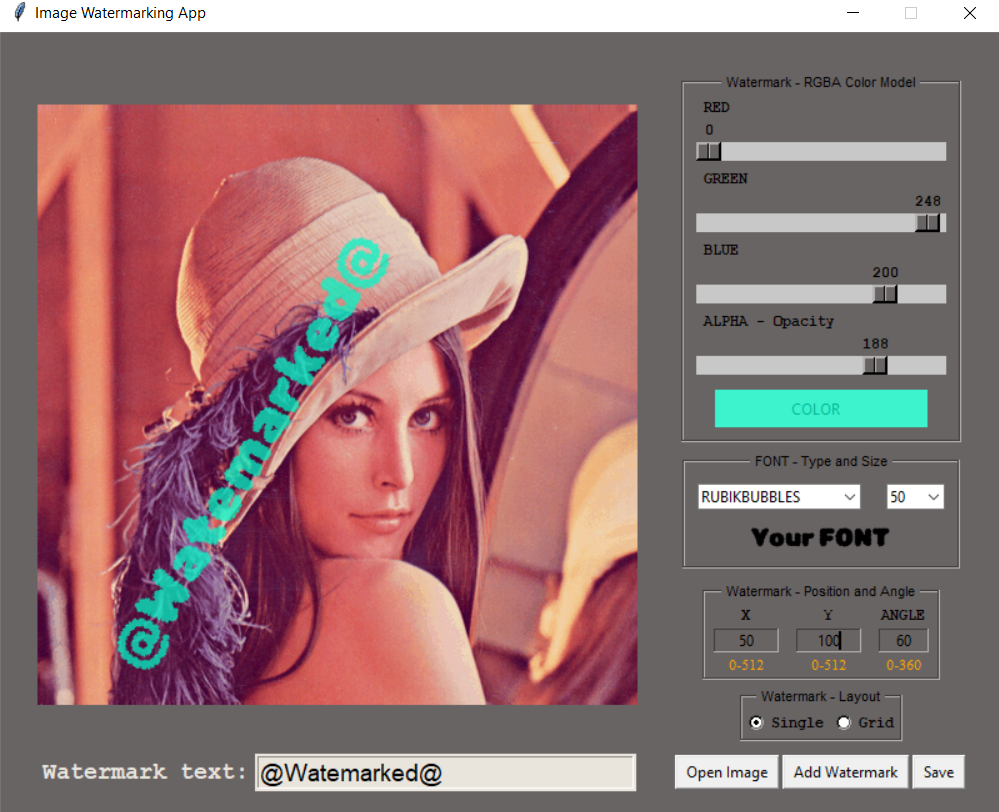 Image Watermarking App
Watermark - RGBA Color Model
RED
0
GREEN
248
BLUE
200
ALPHA - Opacity
188
COLOR
@Watemarked@
FONT - Type and Size
RUBIKBUBBLES 50
Your FONT
Watermark - Position and Angle
X Y ANGLE
50 100 60
0-512 0-512 0-360
Watermark - Layout
Single Grid
Watermark text: @Watemarked@
Open Image Add Watermark Save